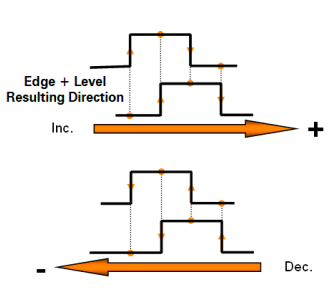 Edge + Level
Resulting Direction
Inc.
+
-
Dec.